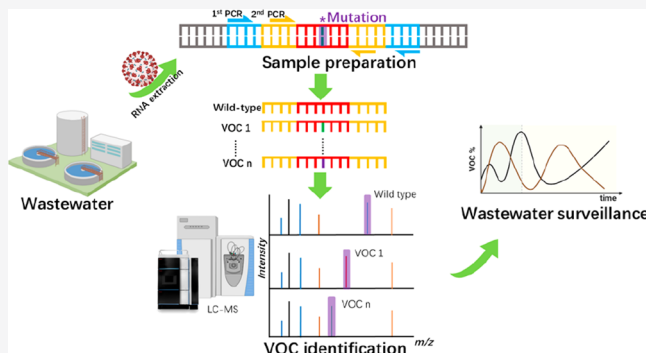 1st PCR 2nd PCR *Mutation
Sample preparation
RNA extraction
Wastewater
Wild-type
VOC 1
VOC n
LC-MS
Intensity
Wild type
VOC 1
VOC n
m/z
VOC identification
VOC %
time
Wastewater surveillance